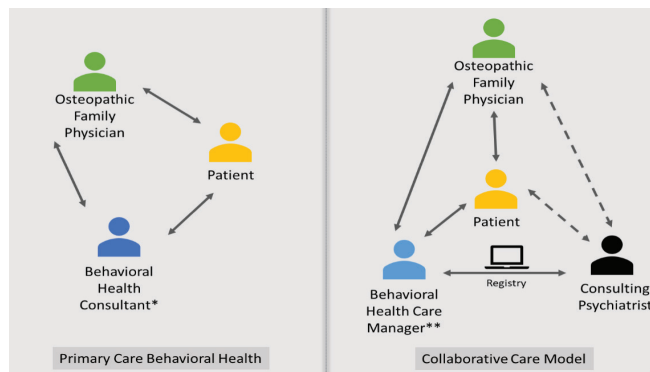 Osteopathic
Family
Physician
Patient
Behavioral
Health
Consultant*
Primary Care Behavioral Health
Osteopathic
Family
Physician
Patient
Registry
Behavioral
Health Care
Manager**
Consulting
Psychiatrist
Collaborative Care Model